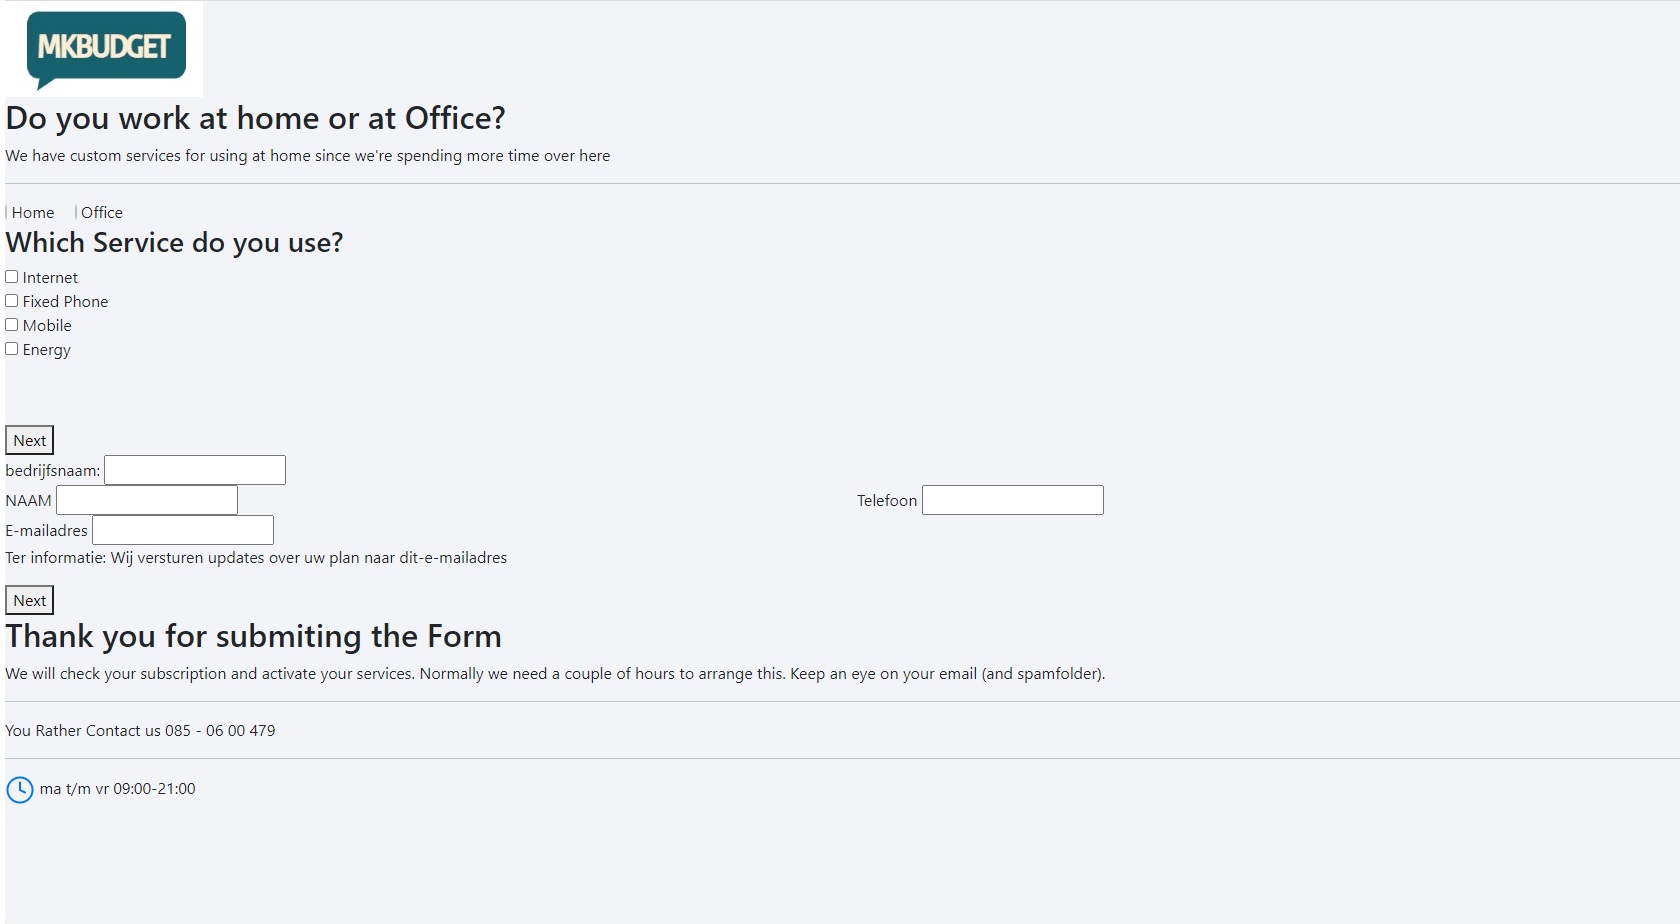 MKBUDGET
Do you work at home or at Office?
We have custom services for using at home since we're spending more time over here
Home Office
Which Service do you use?
Internet
Fixed Phone
Mobile
Energy
Next
bedrijfsnaam:
NAAM Telefoon
E-mailadres
Ter informatie: Wij versturen updates over uw plan naar dit-e-mailadres
Next
Thank you for submiting the Form
We will check your subscription and activate your services. Normally we need a couple of hours to arrange this. Keep an eye on your email (and spamfolder).
You Rather Contact us 085 - 06 00 479
ma t/m vr 09:00-21:00